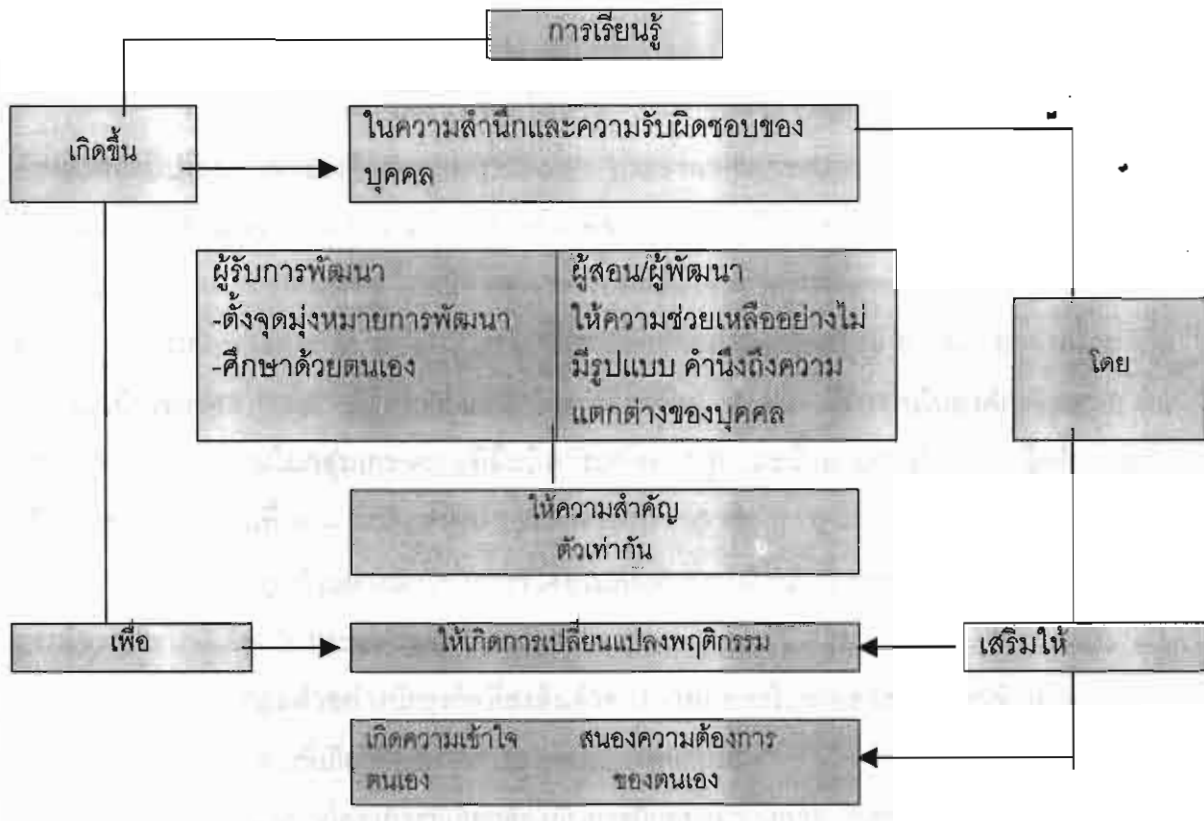 การเรียนรู้
เกิดขึ้น
ในความสำนึกและความรับผิดชอบของ
บุคคล
ผู้รับการพัฒนา
-ตั้งจุดมุ่งหมายการพัฒนา
-ศึกษาด้วยตนเอง
ผู้สอน/ผู้พัฒนา
ให้ความช่วยเหลืออย่างไม่
มีรูปแบบ คำนึงถึงความ
แตกต่างของบุคคล
โดย
ให้ความสำคัญ
ตัวเท่ากัน
เพื่อ
ให้เกิดการเปลี่ยนแปลงพฤติกรรม
เสริมให้
เกิดความเข้าใจ สนองความต้องการ
ตนเอง ของตนเอง